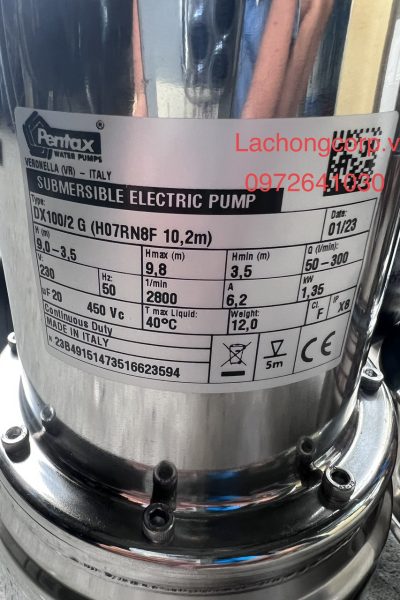 Pentax
WATER PUMPS
VERONELLA (VR) - ITALY
Lachongcorp.v
0972641030
SUBMERSIBLE ELECTRIC PUMP
Type: Date:
DX100/2 G (H07RN8F 10,2m) 01/23
H (m) Hmax (m) Hmin (m) Q (l/min):
9,0-3,5 9,8 3,5 50-300
V: Hz: 1/min A kW
230 50 2800 6,2 1,35
µF 20 450 Vc T max Liquid: Weight: CL IP
40°C 12,0 F X8
Continuous Duty
MADE IN ITALY
N 23B49151473516623594
5m
CE